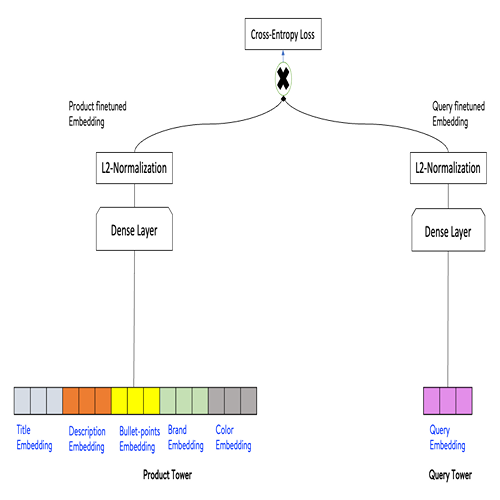 Cross-Entropy Loss
Product finetuned
Embedding
Query finetuned
Embedding
L2-Normalization
L2-Normalization
Dense Layer
Dense Layer
Title
Embedding
Description
Embedding
Bullet-points
Embedding
Brand
Embedding
Color
Embedding
Query
Embedding
Product Tower
Query Tower